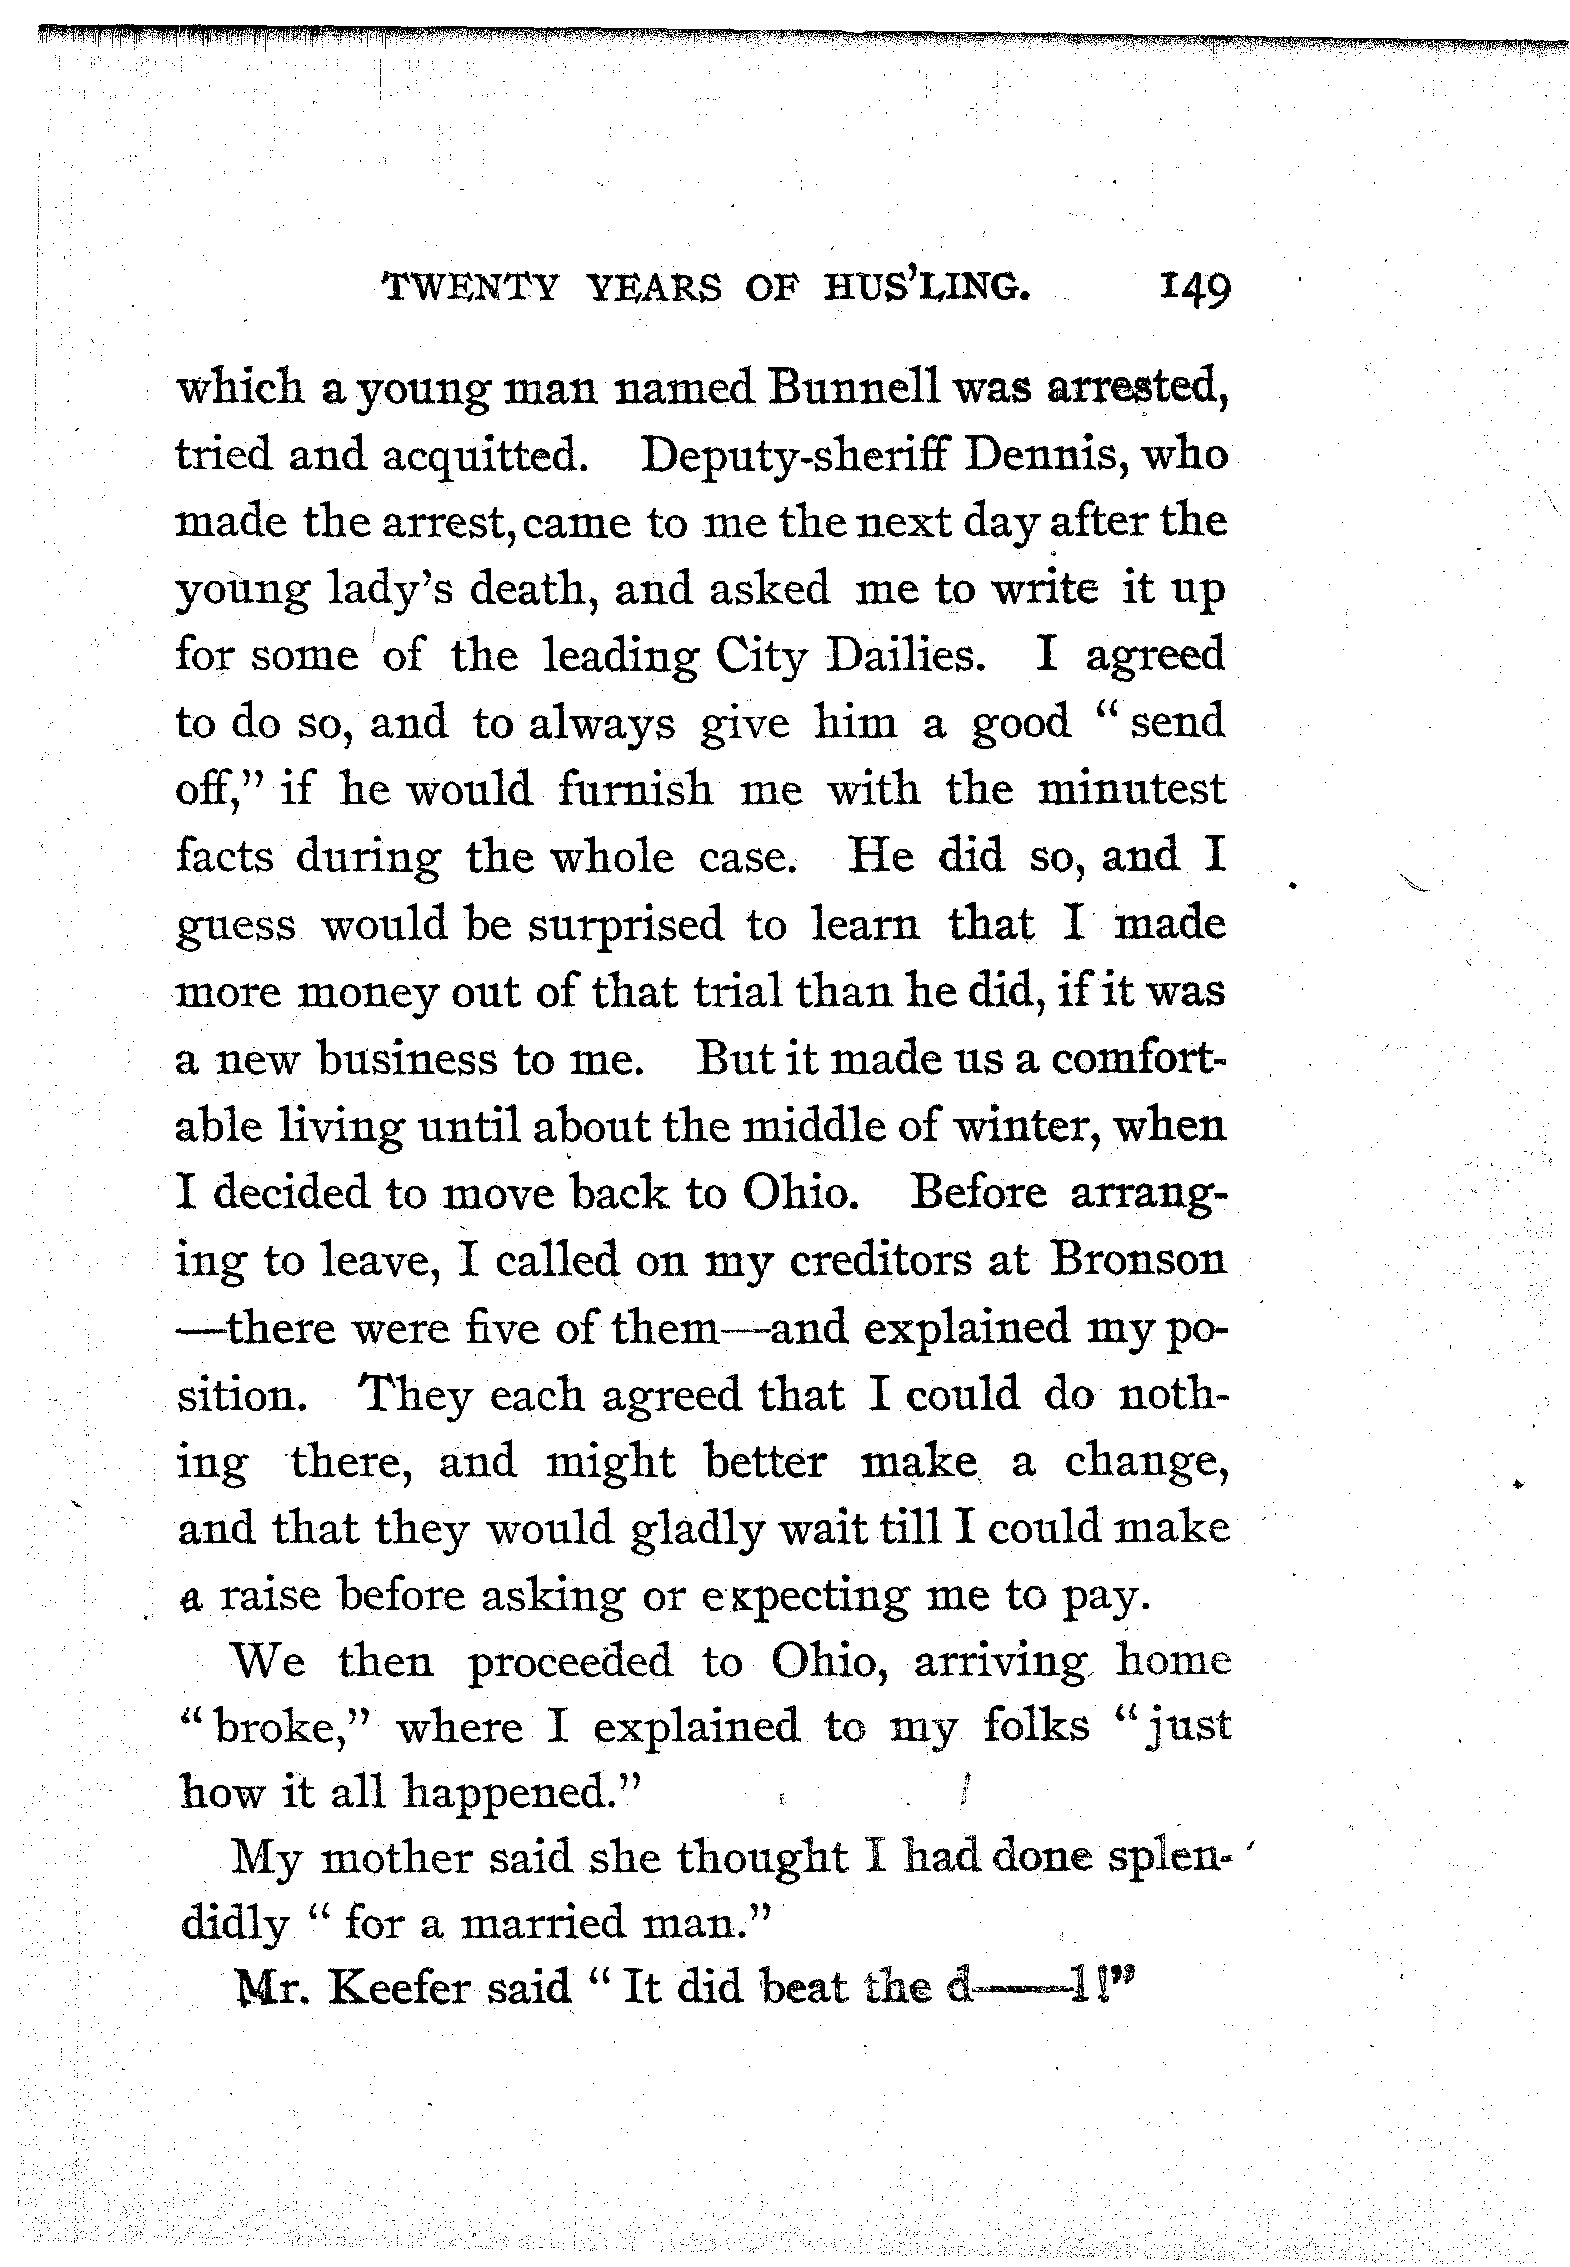 TWENTY YEARS OF HUS'LING. 149
which a young man named Bunnell was arrested,
tried and acquitted. Deputy-sheriff Dennis, who
made the arrest, came to me the next day after the
young lady's death, and asked me to write it up
for some of the leading City Dailies. I agreed
to do so, and to always give him a good "send
off," if he would furnish me with the minutest
facts during the whole case. He did so, and I
guess would be surprised to learn that I made
more money out of that trial than he did, if it was
a new business to me. But it made us a comfort-
able living until about the middle of winter, when
I decided to move back to Ohio. Before arrang-
ing to leave, I called on my creditors at Bronson
—there were five of them—and explained my po-
sition. They each agreed that I could do noth-
ing there, and might better make a change,
and that they would gladly wait till I could make
a raise before asking or expecting me to pay.
We then proceeded to Ohio, arriving home
"broke," where I explained to my folks "just
how it all happened."
My mother said she thought I had done splen-
didly "for a married man."
Mr. Keefer said "It did beat the d——l!"